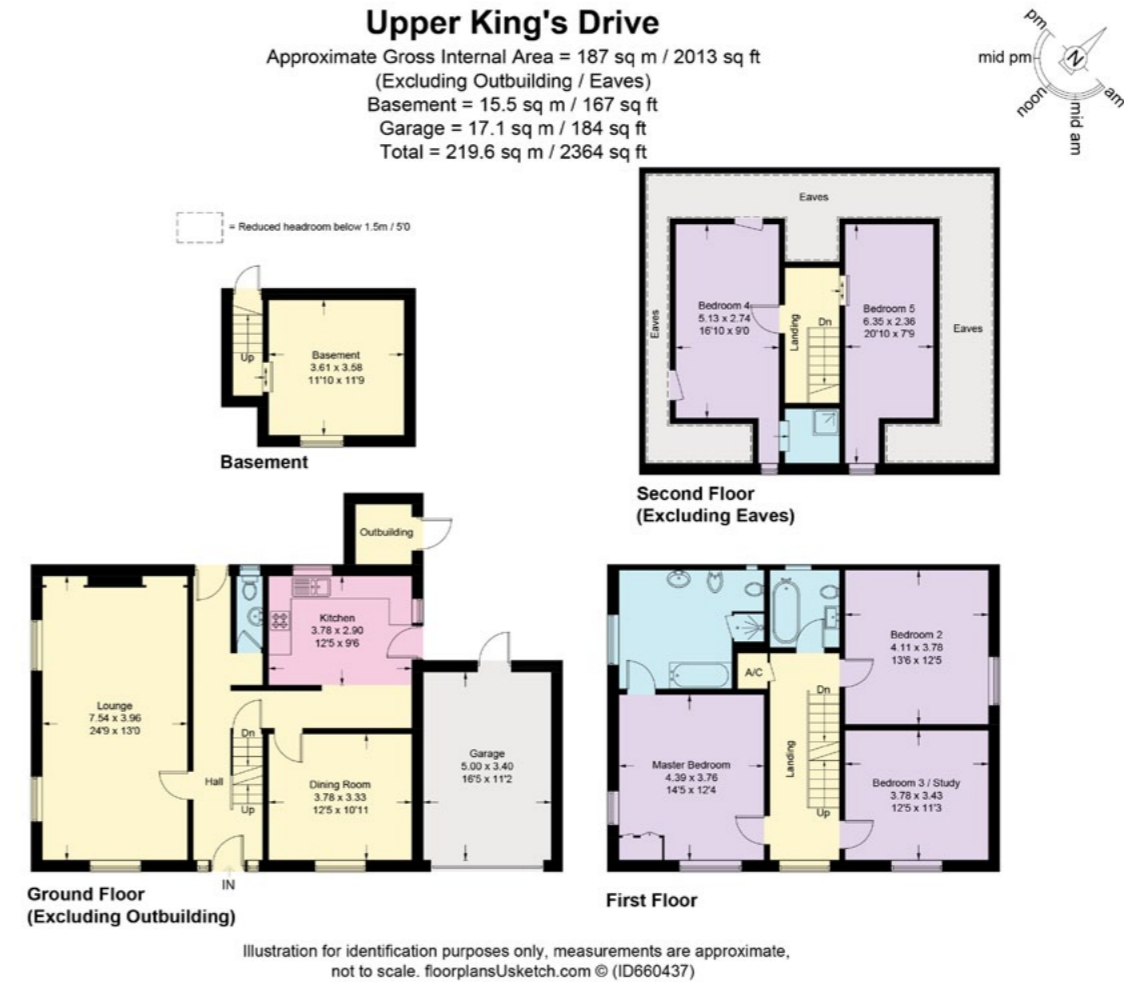 Upper King's Drive
Approximate Gross Internal Area = 187 sq m / 2013 sq ft
(Excluding Outbuilding / Eaves)
Basement = 15.5 sq m / 167 sq ft
Garage = 17.1 sq m / 184 sq ft
Total = 219.6 sq m / 2364 sq ft
pm
mid pm
noon
mid am
am
N
= Reduced headroom below 1.5m / 5'0
Up
Basement
3.61 x 3.58
11'10 x 11'9
Basement
Eaves
Eaves
Eaves
Bedroom 4
5.13 x 2.74
16'10 x 9'0
Landing
Dn
Bedroom 5
6.35 x 2.36
20'10 x 7'9
Second Floor
(Excluding Eaves)
Outbuilding
Kitchen
3.78 x 2.90
12'5 x 9'6
Lounge
7.54 x 3.96
24'9 x 13'0
Hall
Dn
Up
Dining Room
3.78 x 3.33
12'5 x 10'11
Garage
5.00 x 3.40
16'5 x 11'2
IN
Ground Floor
(Excluding Outbuilding)
A/C
Bedroom 2
4.11 x 3.78
13'6 x 12'5
Dn
Landing
Up
Master Bedroom
4.39 x 3.76
14'5 x 12'4
Bedroom 3 / Study
3.78 x 3.43
12'5 x 11'3
First Floor
Illustration for identification purposes only, measurements are approximate,
not to scale. floorplansUsketch.com © (ID660437)